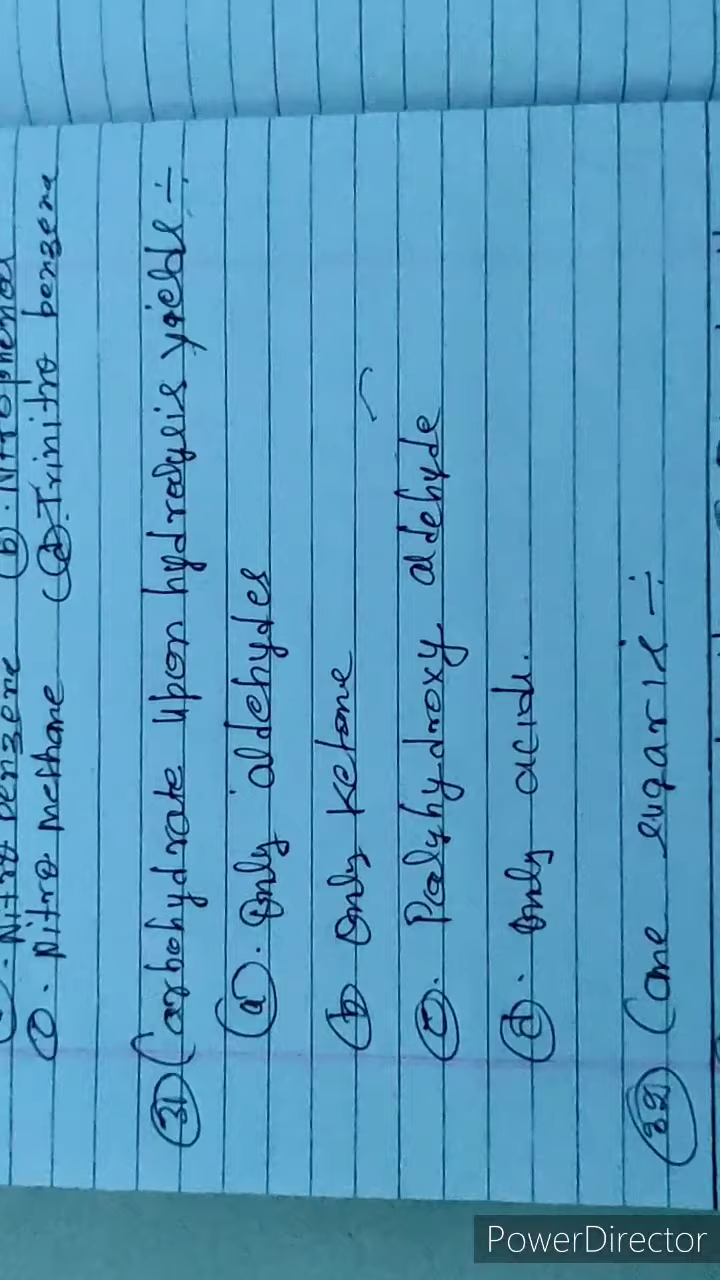 Nitro benzene (b). Nitrophenol
(C). Nitro methane (d). Trinitro benzene
(31) Carbohydrate upon hydrolysis yields ÷
(a). Only aldehydes
(b) Only Ketone
(c). Polyhydroxy aldehyde
(d). Only acids.
(32) Cane sugar is ÷
PowerDirector